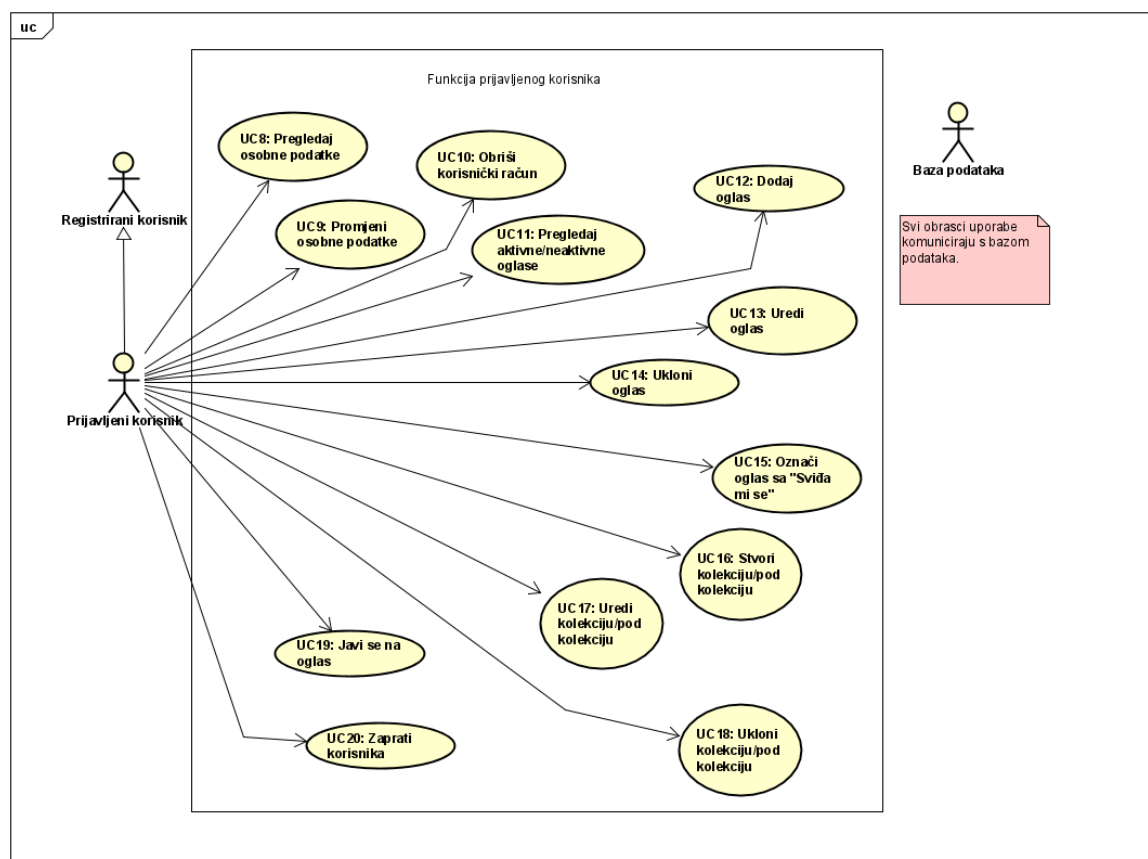 uc
Funkcija prijavljenog korisnika
UC8: Pregledaj
osobne podatke
UC10: Obriši
korisnički račun
UC12: Dodaj
oglas
Baza podataka
Registrirani korisnik
UC9: Promjeni
osobne podatke
UC11: Pregledaj
aktivne/neaktivne
oglase
Svi obrasci uporabe
komuniciraju s bazom
podataka.
UC13: Uredi
oglas
UC14: Ukloni
oglas
Prijavljeni korisnik
UC15: Označi
oglas sa "Sviđa
mi se"
UC16: Stvori
kolekciju/pod
kolekciju
UC17: Uredi
kolekciju/pod
kolekciju
UC19: Javi se na
oglas
UC20: Zaprati
korisnika
UC18: Ukloni
kolekciju/pod
kolekciju